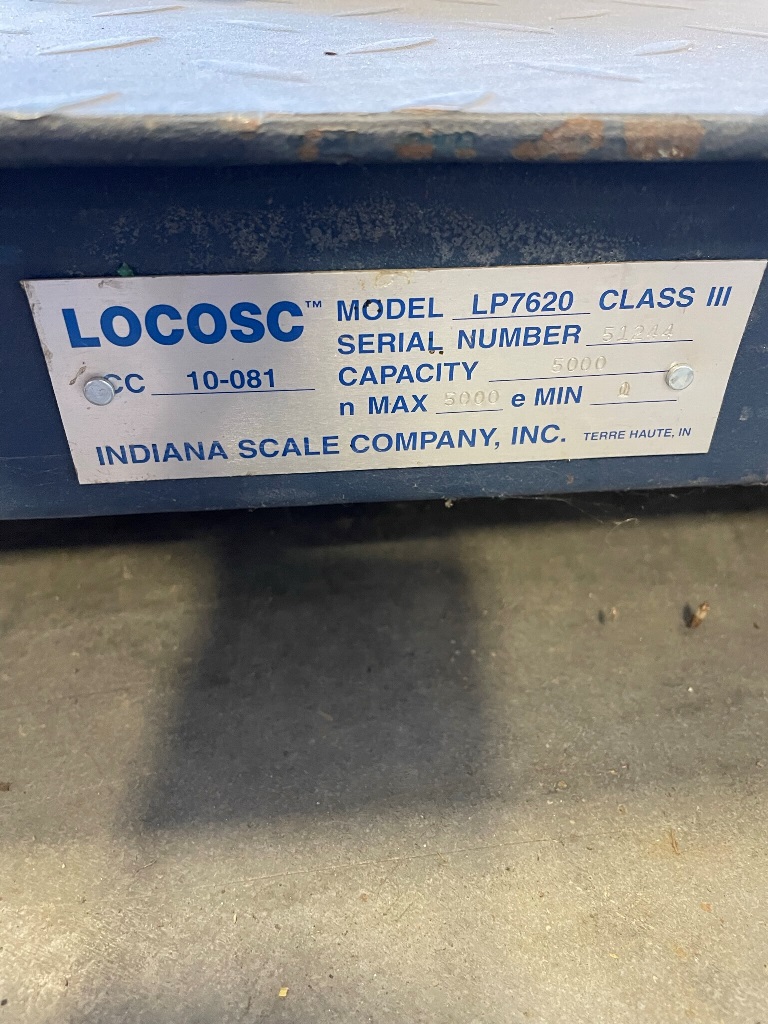 LOCOSC™ MODEL LP7620 CLASS III
SERIAL NUMBER 51244
CC 10-081 CAPACITY 5000
n MAX 5000 e MIN
INDIANA SCALE COMPANY, INC. TERRE HAUTE, IN